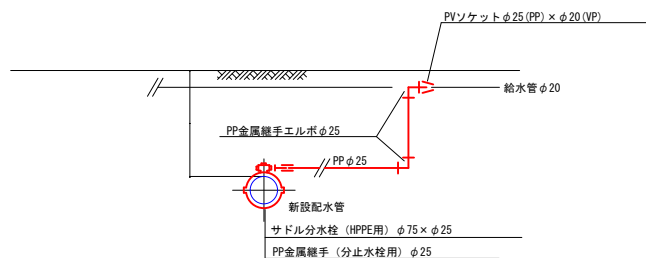 PVソケットφ25(PP)×φ20(VP)
給水管φ20
PP金属継手エルボφ25
PPφ25
新設配水管
サドル分水栓（HPPE用）φ75×φ25
PP金属継手（分止水栓用）φ25